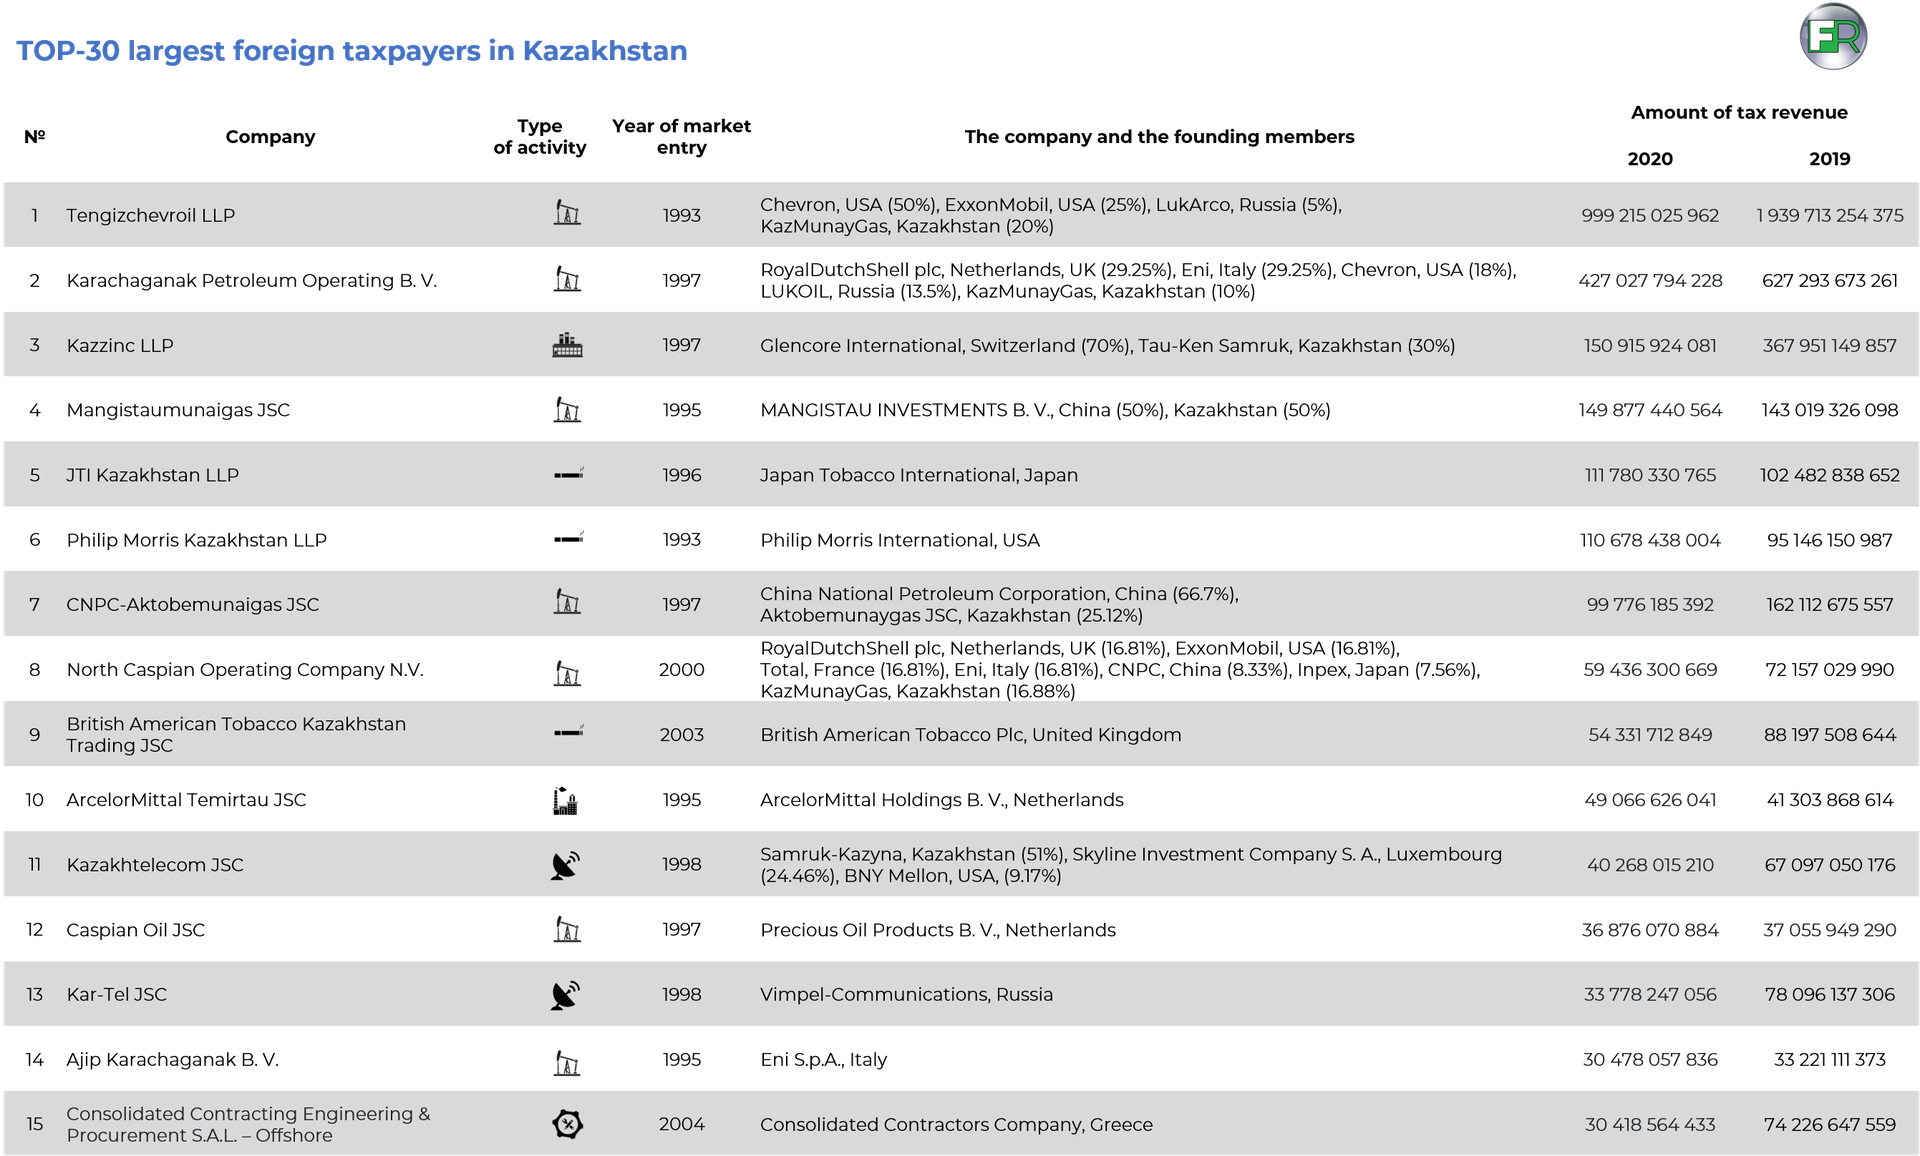 TOP-30 largest foreign taxpayers in Kazakhstan
FR
Amount of tax revenue
Nº Company Type of activity Year of market entry The company and the founding members 2020 2019
1 Tengizchevroil LLP 1993 Chevron, USA (50%), ExxonMobil, USA (25%), LukArco, Russia (5%),
KazMunayGas, Kazakhstan (20%) 999 215 025 962 1 939 713 254 375
2 Karachaganak Petroleum Operating B. V. 1997 RoyalDutchShell plc, Netherlands, UK (29.25%), Eni, Italy (29.25%), Chevron, USA (18%),
LUKOIL, Russia (13.5%), KazMunayGas, Kazakhstan (10%) 427 027 794 228 627 293 673 261
3 Kazzinc LLP 1997 Glencore International, Switzerland (70%), Tau-Ken Samruk, Kazakhstan (30%) 150 915 924 081 367 951 149 857
4 Mangistaumunaigas JSC 1995 MANGISTAU INVESTMENTS B. V., China (50%), Kazakhstan (50%) 149 877 440 564 143 019 326 098
5 JTI Kazakhstan LLP 1996 Japan Tobacco International, Japan 111 780 330 765 102 482 838 652
6 Philip Morris Kazakhstan LLP 1993 Philip Morris International, USA 110 678 438 004 95 146 150 987
7 CNPC-Aktobemunaigas JSC 1997 China National Petroleum Corporation, China (66.7%),
Aktobemunaygas JSC, Kazakhstan (25.12%) 99 776 185 392 162 112 675 557
8 North Caspian Operating Company N.V. 2000 RoyalDutchShell plc, Netherlands, UK (16.81%), ExxonMobil, USA (16.81%),
Total, France (16.81%), Eni, Italy (16.81%), CNPC, China (8.33%), Inpex, Japan (7.56%),
KazMunayGas, Kazakhstan (16.88%) 59 436 300 669 72 157 029 990
9 British American Tobacco Kazakhstan
Trading JSC 2003 British American Tobacco Plc, United Kingdom 54 331 712 849 88 197 508 644
10 ArcelorMittal Temirtau JSC 1995 ArcelorMittal Holdings B. V., Netherlands 49 066 626 041 41 303 868 614
11 Kazakhtelecom JSC 1998 Samruk-Kazyna, Kazakhstan (51%), Skyline Investment Company S. A., Luxembourg
(24.46%), BNY Mellon, USA, (9.17%) 40 268 015 210 67 097 050 176
12 Caspian Oil JSC 1997 Precious Oil Products B. V., Netherlands 36 876 070 884 37 055 949 290
13 Kar-Tel JSC 1998 Vimpel-Communications, Russia 33 778 247 056 78 096 137 306
14 Ajip Karachaganak B. V. 1995 Eni S.p.A., Italy 30 478 057 836 33 221 111 373
15 Consolidated Contracting Engineering &
Procurement S.A.L. – Offshore 2004 Consolidated Contractors Company, Greece 30 418 564 433 74 226 647 559